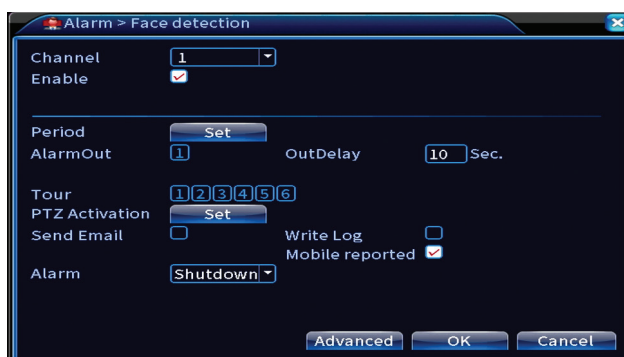 Alarm > Face detection
Channel 1
Enable
Period Set
AlarmOut 1 OutDelay 10 Sec.
Tour 1 2 3 4 5 6
PTZ Activation Set
Send Email Write Log
Mobile reported
Alarm Shutdown
Advanced OK Cancel